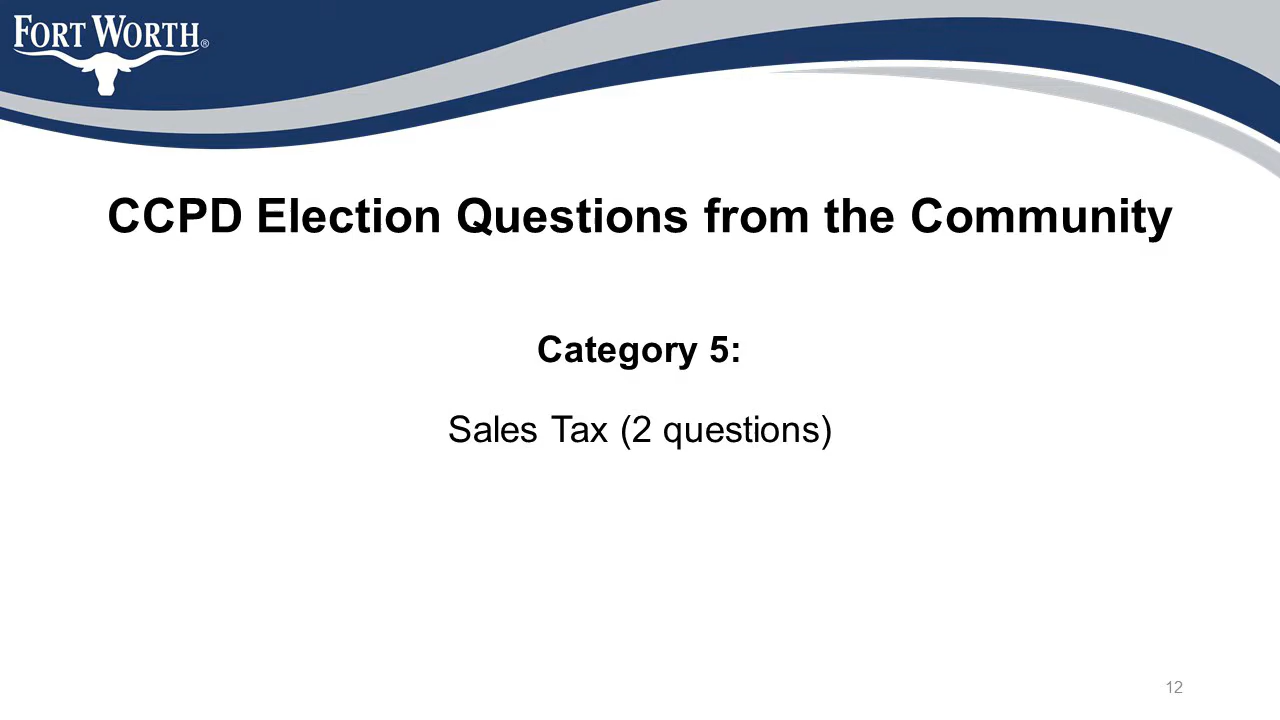 FORT WORTH®
CCPD Election Questions from the Community
Category 5:
Sales Tax (2 questions)
12